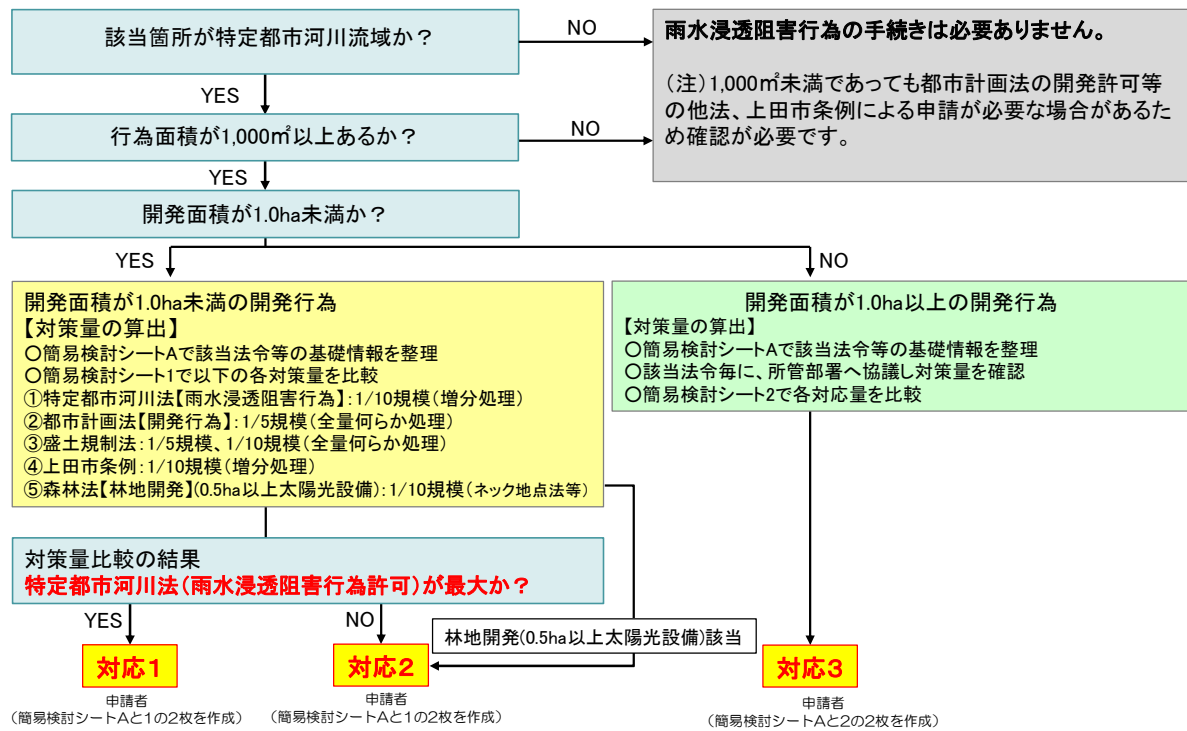 該当箇所が特定都市河川流域か？
NO
雨水浸透阻害行為の手続きは必要ありません。
（注）1,000㎡未満であっても都市計画法の開発許可等
の他法、上田市条例による申請が必要な場合があるた
め確認が必要です。
YES
行為面積が1,000㎡以上あるか？
NO
YES
開発面積が1.0ha未満か？
YES
NO
開発面積が1.0ha未満の開発行為
【対策量の算出】
○簡易検討シートAで該当法令等の基礎情報を整理
○簡易検討シート1で以下の各対策量を比較
①特定都市河川法【雨水浸透阻害行為】：1/10規模（増分処理）
②都市計画法【開発行為】：1/5規模（全量何らか処理）
③盛土規制法：1/5規模、1/10規模（全量何らか処理）
④上田市条例：1/10規模（増分処理）
⑤森林法【林地開発】(0.5ha以上太陽光設備)：1/10規模（ネック地点法等）
開発面積が1.0ha以上の開発行為
【対策量の算出】
○簡易検討シートAで該当法令等の基礎情報を整理
○該当法令毎に、所管部署へ協議し対策量を確認
○簡易検討シート2で各対応量を比較
対策量比較の結果
特定都市河川法（雨水浸透阻害行為許可）が最大か？
YES
NO
林地開発(0.5ha以上太陽光設備)該当
対応１
申請者
（簡易検討シートAと1の2枚を作成）
対応２
申請者
（簡易検討シートAと1の2枚を作成）
対応３
申請者
（簡易検討シートAと2の2枚を作成）